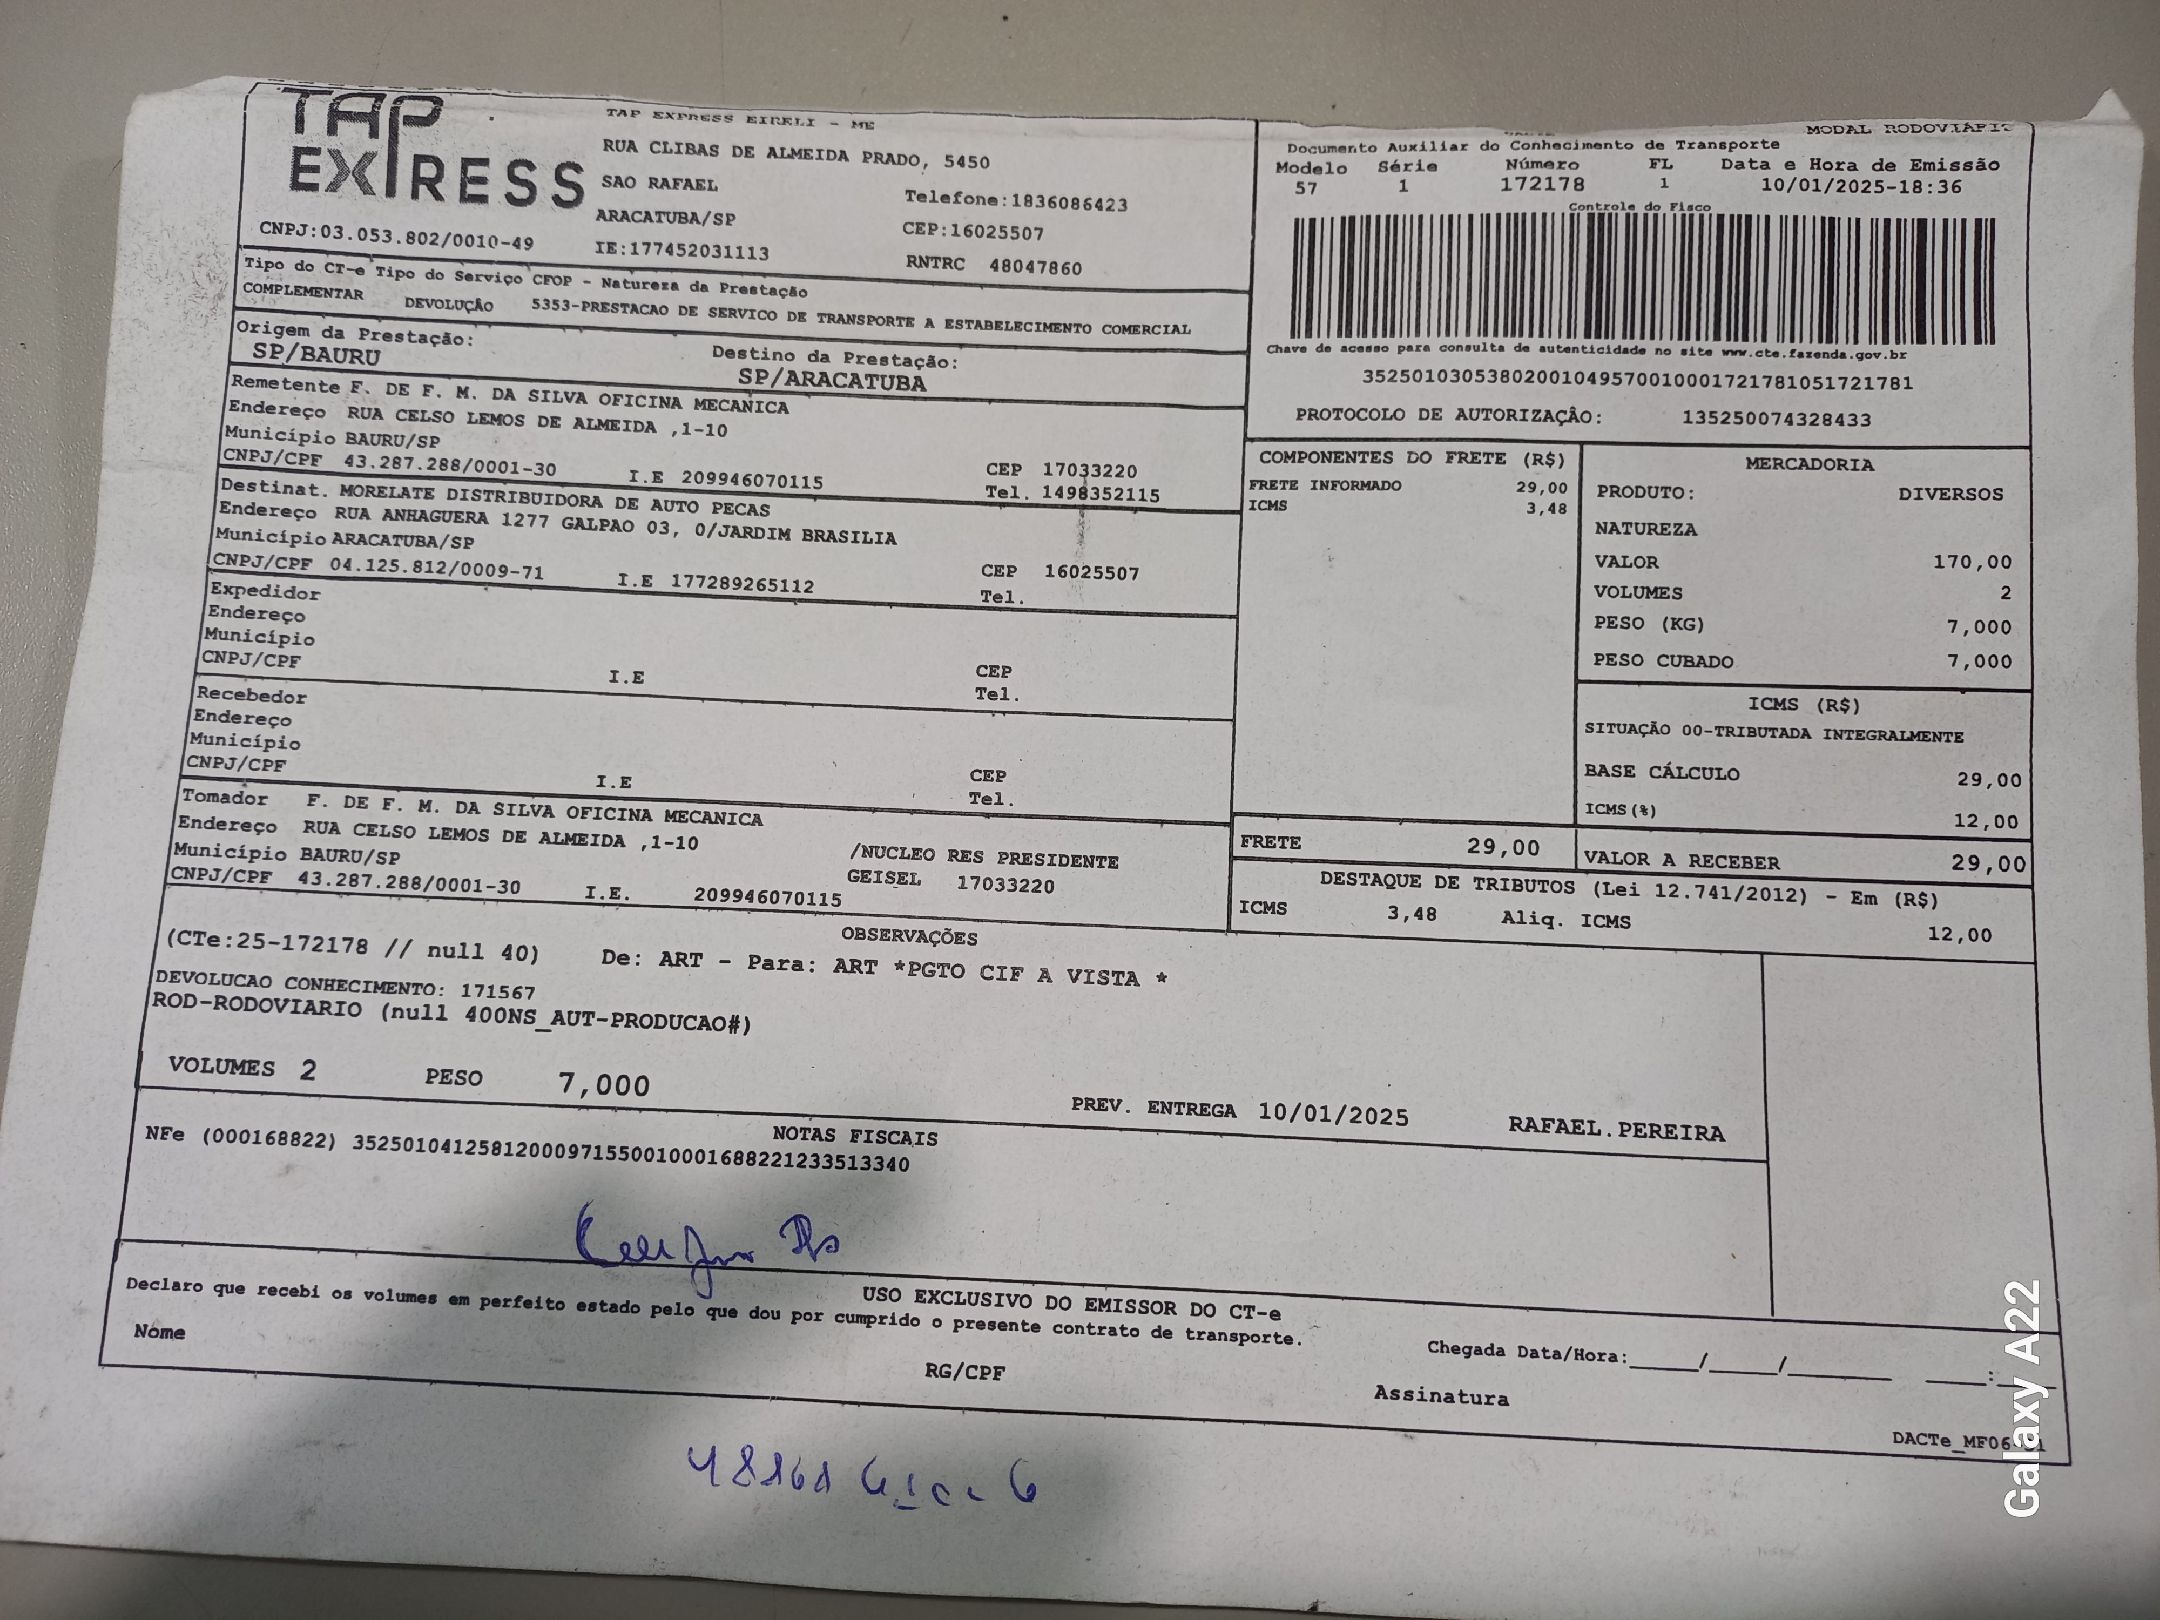 TAP
EXPRESS
TAP EXPRESS EIRELI - ME
RUA CLIBAS DE ALMEIDA PRADO, 5450
SAO RAFAEL
Telefone:1836086423
ARACATUBA/SP
CEP:16025507
CNPJ:03.053.802/0010-49
IE:177452031113
RNTRC 48047860
MODAL RODOVIÁRIO
Documento Auxiliar do Conhecimento de Transporte
Modelo Série Número FL Data e Hora de Emissão
57 1 172178 1 10/01/2025-18:36
Controle do Fisco
Chave de acesso para consulta de autenticidade no site www.cte.fazenda.gov.br
35250103053802001049570010001721781051721781
PROTOCOLO DE AUTORIZAÇÃO: 135250074328433
Tipo do CT-e Tipo do Serviço CFOP - Natureza da Prestação
COMPLEMENTAR DEVOLUÇÃO 5353-PRESTACAO DE SERVICO DE TRANSPORTE A ESTABELECIMENTO COMERCIAL
Origem da Prestação: Destino da Prestação:
SP/BAURU SP/ARACATUBA
Remetente F. DE F. M. DA SILVA OFICINA MECANICA
Endereço RUA CELSO LEMOS DE ALMEIDA ,1-10
Município BAURU/SP CEP 17033220
CNPJ/CPF 43.287.288/0001-30 I.E 209946070115 Tel. 1498352115
Destinat. MORELATE DISTRIBUIDORA DE AUTO PECAS
Endereço RUA ANHAGUERA 1277 GALPAO 03, 0/JARDIM BRASILIA
Município ARACATUBA/SP CEP 16025507
CNPJ/CPF 04.125.812/0009-71 I.E 177289265112 Tel.
Expedidor
Endereço
Município CEP
CNPJ/CPF I.E Tel.
Recebedor
Endereço
Município CEP
CNPJ/CPF I.E Tel.
Tomador F. DE F. M. DA SILVA OFICINA MECANICA
Endereço RUA CELSO LEMOS DE ALMEIDA ,1-10 /NUCLEO RES PRESIDENTE
Município BAURU/SP GEISEL 17033220
CNPJ/CPF 43.287.288/0001-30 I.E. 209946070115
COMPONENTES DO FRETE (R$)
FRETE INFORMADO 29,00
ICMS 3,48
MERCADORIA
PRODUTO: DIVERSOS
NATUREZA
VALOR 170,00
VOLUMES 2
PESO (KG) 7,000
PESO CUBADO 7,000
ICMS (R$)
SITUAÇÃO 00-TRIBUTADA INTEGRALMENTE
BASE CÁLCULO 29,00
ICMS(%) 12,00
FRETE 29,00 VALOR A RECEBER 29,00
DESTAQUE DE TRIBUTOS (Lei 12.741/2012) - Em (R$)
ICMS 3,48 Aliq. ICMS 12,00
OBSERVAÇÕES
(CTe:25-172178 // null 40) De: ART - Para: ART *PGTO CIF A VISTA *
DEVOLUCAO CONHECIMENTO: 171567
ROD-RODOVIARIO (null 400NS_AUT-PRODUCAO#)
VOLUMES 2 PESO 7,000 PREV. ENTREGA 10/01/2025 RAFAEL.PEREIRA
NOTAS FISCAIS
NFe (000168822) 35250104125812000971550010001688221233513340
USO EXCLUSIVO DO EMISSOR DO CT-e
Declaro que recebi os volumes em perfeito estado pelo que dou por cumprido o presente contrato de transporte.
Nome RG/CPF Assinatura
Chegada Data/Hora:_____/_____/________ _____:_____
DACTe_MF06
Galaxy A22